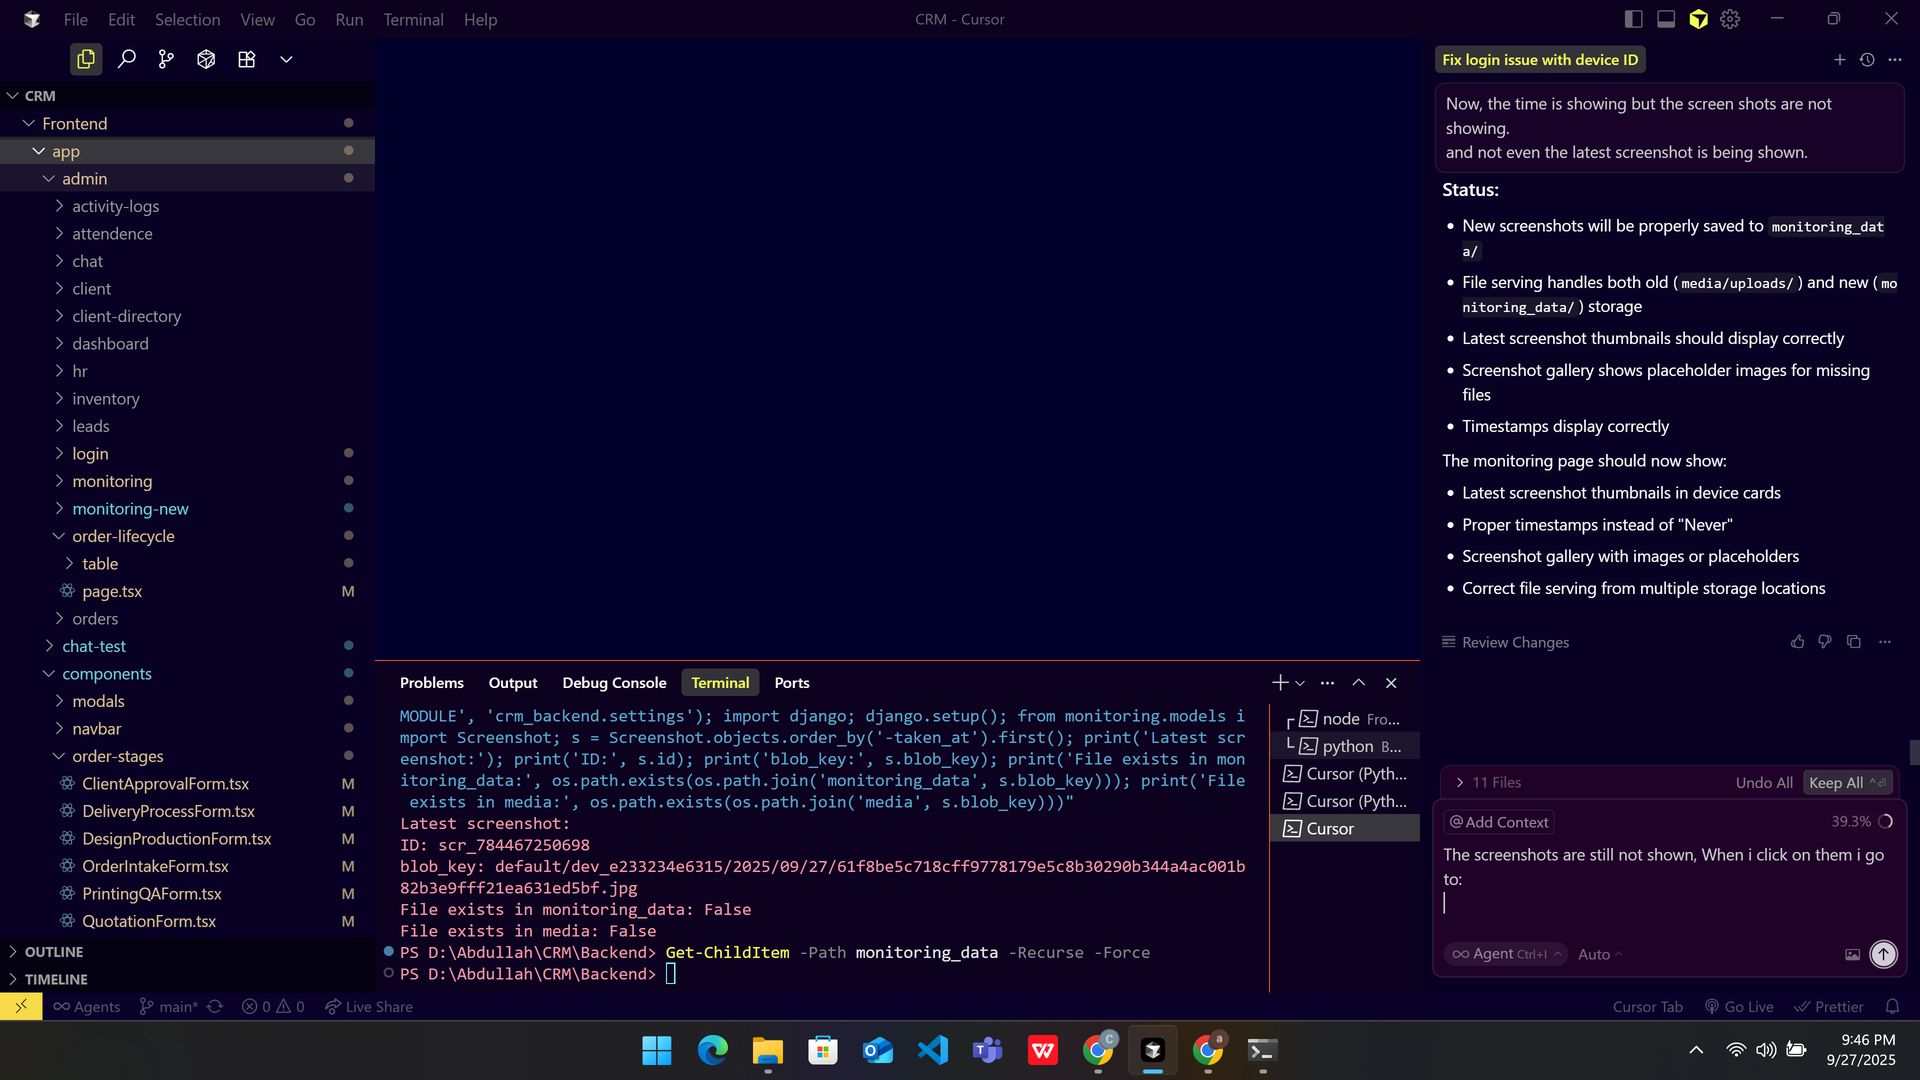 File Edit Selection View Go Run Terminal Help
CRM - Cursor
CRM
Frontend
app
admin
activity-logs
attendence
chat
client
client-directory
dashboard
hr
inventory
leads
login
monitoring
monitoring-new
order-lifecycle
table
page.tsx M
orders
chat-test
components
modals
navbar
order-stages
ClientApprovalForm.tsx M
DeliveryProcessForm.tsx M
DesignProductionForm.tsx M
OrderIntakeForm.tsx M
PrintingQAForm.tsx M
QuotationForm.tsx M
OUTLINE
TIMELINE
Problems Output Debug Console Terminal Ports
MODULE', 'crm_backend.settings'); import django; django.setup(); from monitoring.models i
mport Screenshot; s = Screenshot.objects.order_by('-taken_at').first(); print('Latest scr
eenshot:'); print('ID:', s.id); print('blob_key:', s.blob_key); print('File exists in mon
itoring_data:', os.path.exists(os.path.join('monitoring_data', s.blob_key))); print('File
 exists in media:', os.path.exists(os.path.join('media', s.blob_key)))"
Latest screenshot:
ID: scr_784467250698
blob_key: default/dev_e233234e6315/2025/09/27/61f8be5c718cff9778179e5c8b30290b344a4ac001b
82b3e9fff21ea631ed5bf.jpg
File exists in monitoring_data: False
File exists in media: False
PS D:\Abdullah\CRM\Backend> Get-ChildItem -Path monitoring_data -Recurse -Force
PS D:\Abdullah\CRM\Backend>
node Fro...
python B...
Cursor (Pyth...
Cursor (Pyth...
Cursor
Fix login issue with device ID
Now, the time is showing but the screen shots are not
showing.
and not even the latest screenshot is being shown.
Status:
• New screenshots will be properly saved to monitoring_dat
a/
• File serving handles both old (media/uploads/) and new (mo
nitoring_data/) storage
• Latest screenshot thumbnails should display correctly
• Screenshot gallery shows placeholder images for missing
files
• Timestamps display correctly
The monitoring page should now show:
• Latest screenshot thumbnails in device cards
• Proper timestamps instead of "Never"
• Screenshot gallery with images or placeholders
• Correct file serving from multiple storage locations
Review Changes
11 Files Undo All Keep All
@ Add Context 39.3%
The screenshots are still not shown, When i click on them i go
to:
Agent Ctrl+I Auto
Agents main* 0 0 Live Share
Cursor Tab Go Live Prettier
9:46 PM
9/27/2025